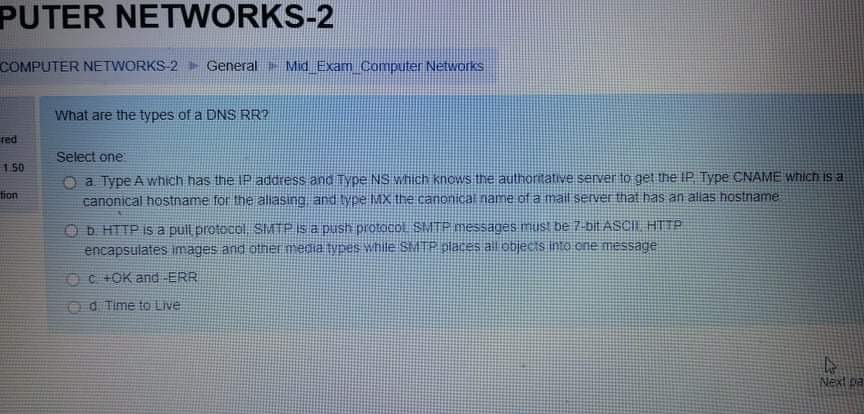 PUTER NETWORKS-2
COMPUTER NETWORKS-2 General Mid_Exam_Computer Networks
What are the types of a DNS RR?
red
Select one:
1.50
a. Type A which has the IP address and Type NS which knows the authoritative server to get the IP. Type CNAME which is a
tion
canonical hostname for the aliasing, and type MX the canonical name of a mail server that has an alias hostname.
b. HTTP is a pull protocol, SMTP is a push protocol. SMTP messages must be 7-bit ASCII, HTTP
encapsulates images and other media types while SMTP places all objects into one message
c. +OK and -ERR
d. Time to Live
Next pa